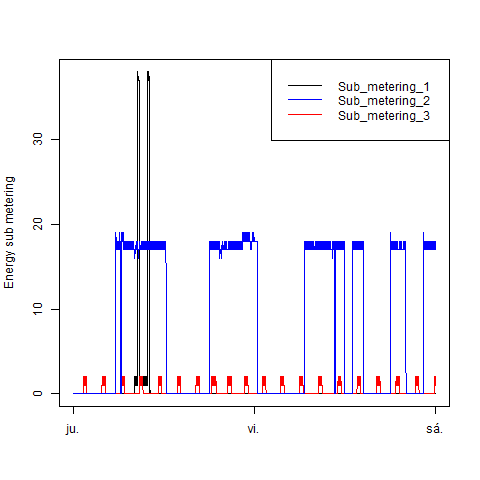 Sub_metering_1
Sub_metering_2
Sub_metering_3
Energy sub metering
30
20
10
0
ju.
vi.
sá.